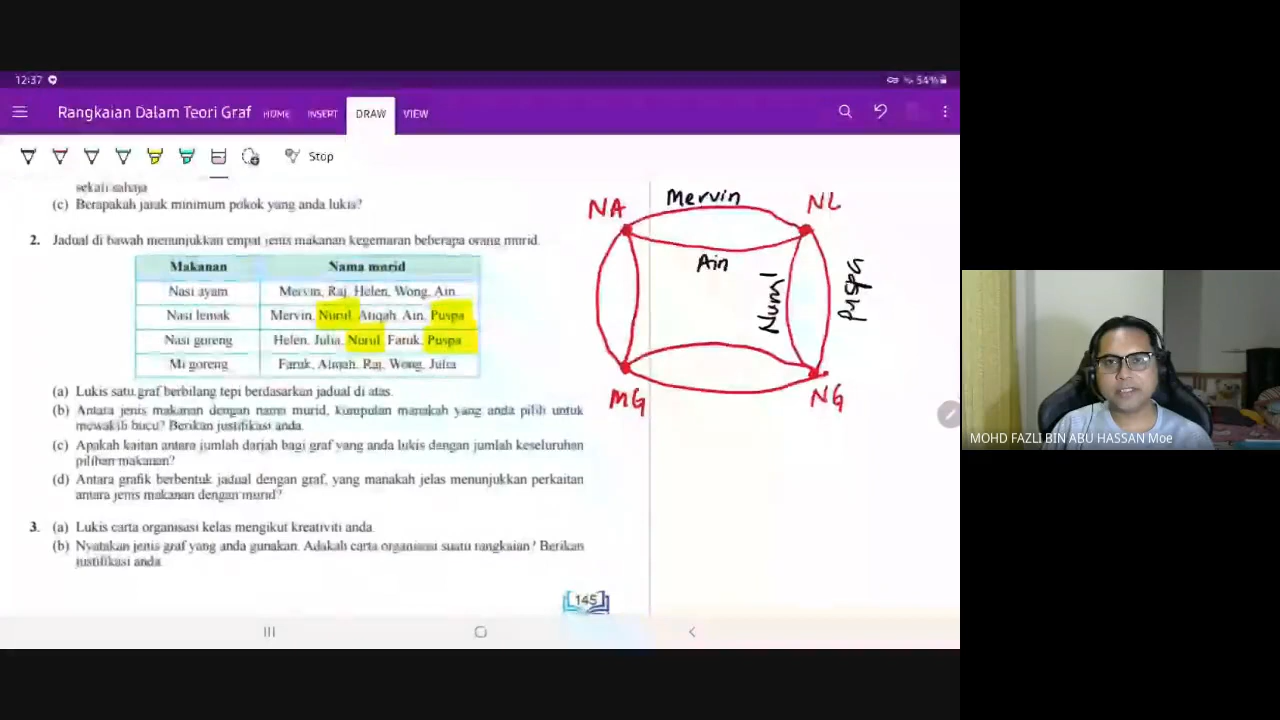 12:37
54%
Rangkaian Dalam Teori Graf HOME INSERT DRAW VIEW
Stop
sekali sahaja
(c) Berapakah jarak minimum pokok yang anda lukis?
2. Jadual di bawah menunjukkan empat jenis makanan kegemaran beberapa orang murid.
Makanan Nama murid
Nasi ayam Mervin, Raj, Helen, Wong, Ain
Nasi lemak Mervin, Nurul, Atiqah, Ain, Puspa
Nasi goreng Helen, Julia, Nurul, Faruk, Puspa
Mi goreng Faruk, Atiqah, Raj, Wong, Julia
(a) Lukis satu graf berbilang tepi berdasarkan jadual di atas.
(b) Antara jenis makanan dengan nama murid, kumpulan manakah yang anda pilih untuk
mewakili bucu? Berikan justifikasi anda.
(c) Apakah kaitan antara jumlah darjah bagi graf yang anda lukis dengan jumlah keseluruhan
pilihan makanan?
(d) Antara grafik berbentuk jadual dengan graf, yang manakah jelas menunjukkan perkaitan
antara jenis makanan dengan murid?
3. (a) Lukis carta organisasi kelas mengikut kreativiti anda.
(b) Nyatakan jenis graf yang anda gunakan. Adakah carta organisasi suatu rangkaian? Berikan
justifikasi anda.
145
NA Mervin NL
Ain
Nurul
Puspa
MG NG
MOHD FAZLI BIN ABU HASSAN Moe